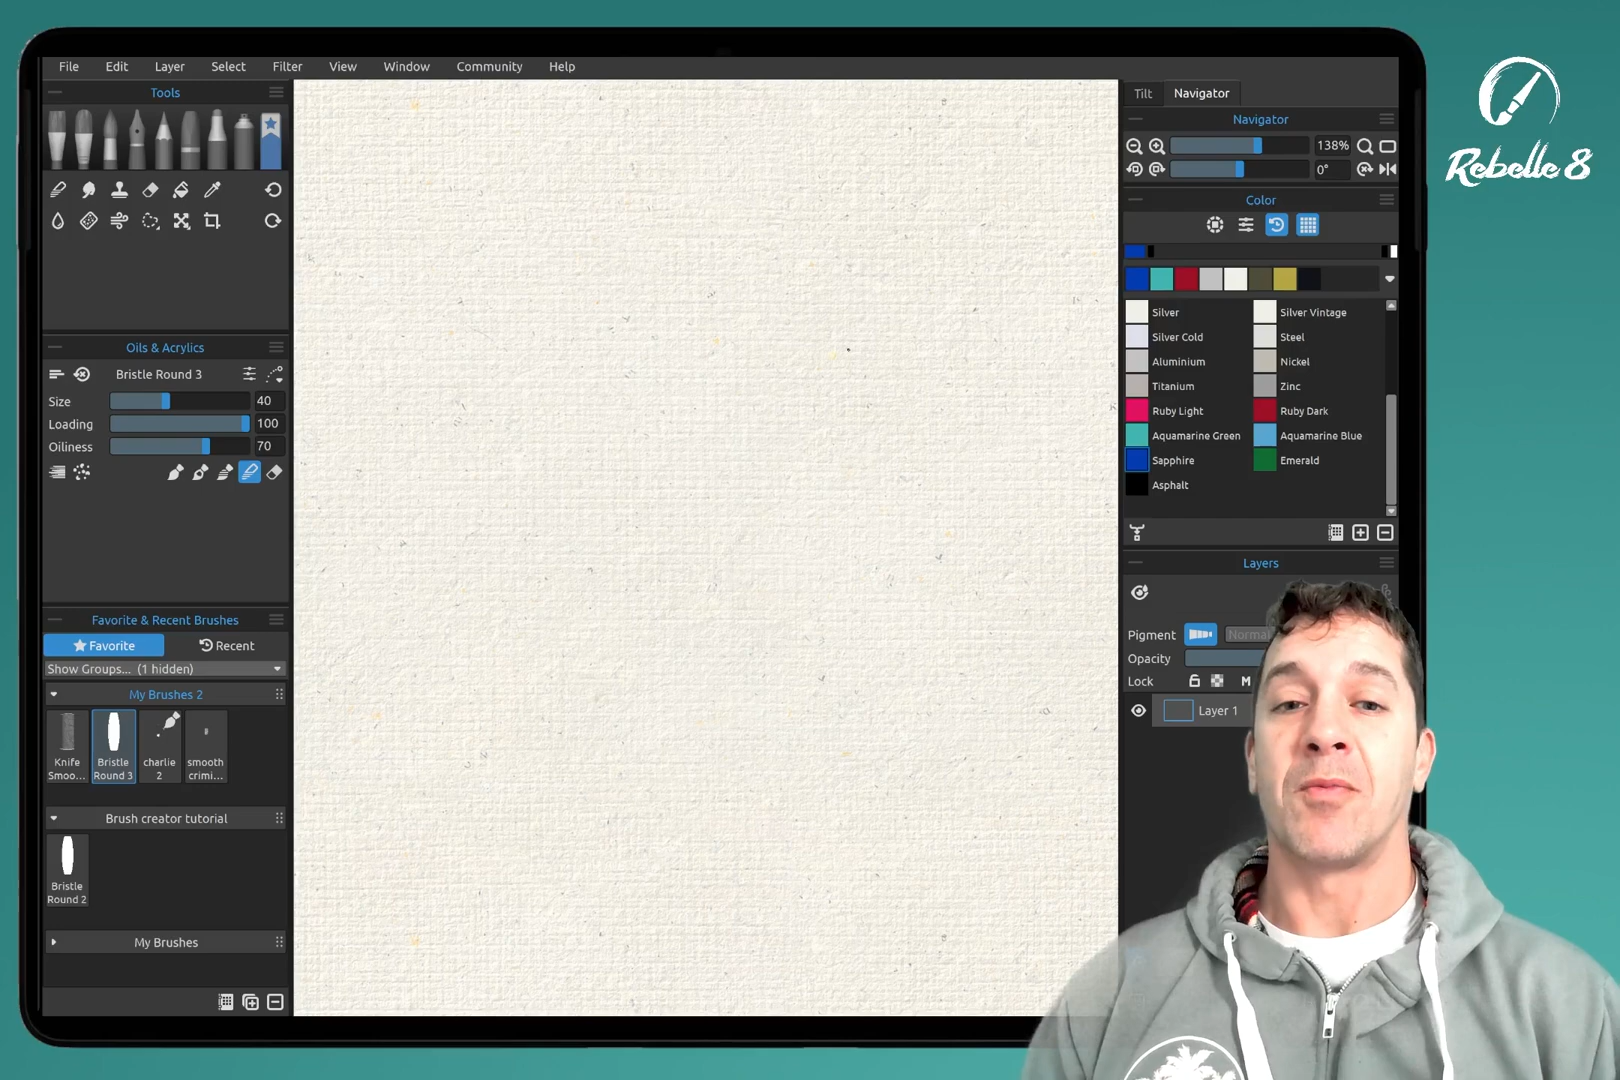 File Edit Layer Select Filter View Window Community Help
Rebelle 8
Tools
Oils & Acrylics
Bristle Round 3
Size 40
Loading 100
Oiliness 70
Favorite & Recent Brushes
Favorite Recent
Show Groups... (1 hidden)
My Brushes 2
Knife Smoo...
Bristle Round 3
charlie 2
smooth crimi...
Brush creator tutorial
Bristle Round 2
My Brushes
Tilt Navigator
Navigator
138%
0°
Color
Silver Silver Vintage
Silver Cold Steel
Aluminium Nickel
Titanium Zinc
Ruby Light Ruby Dark
Aquamarine Green Aquamarine Blue
Sapphire Emerald
Asphalt
Layers
Pigment Normal
Opacity
Lock M
Layer 1